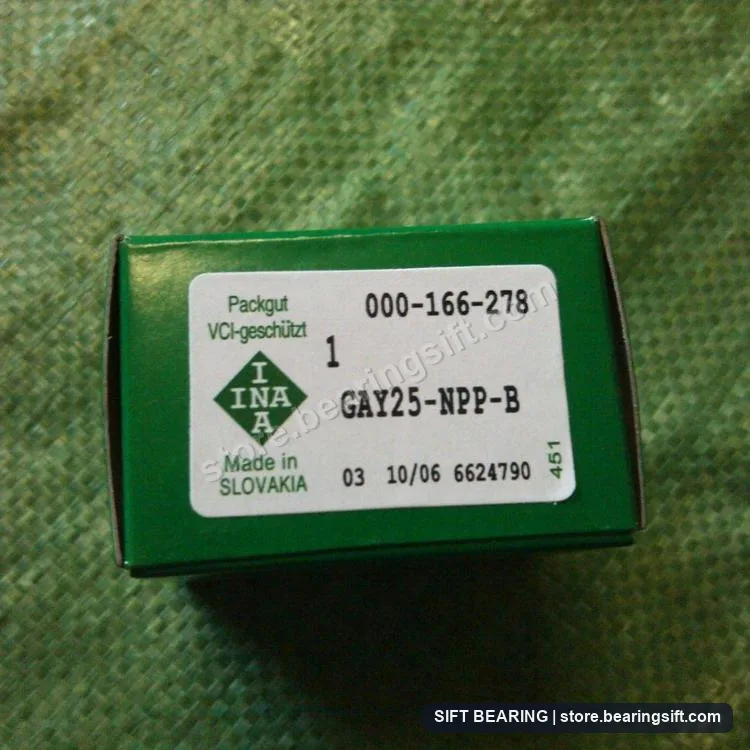 Packgut
VCI-geschützt
000-166-278
1
INA
INA
GAY25-NPP-B
Made in
SLOVAKIA
03 10/06 6624790
451
store.bearingsift.com
SIFT BEARING | store.bearingsift.com